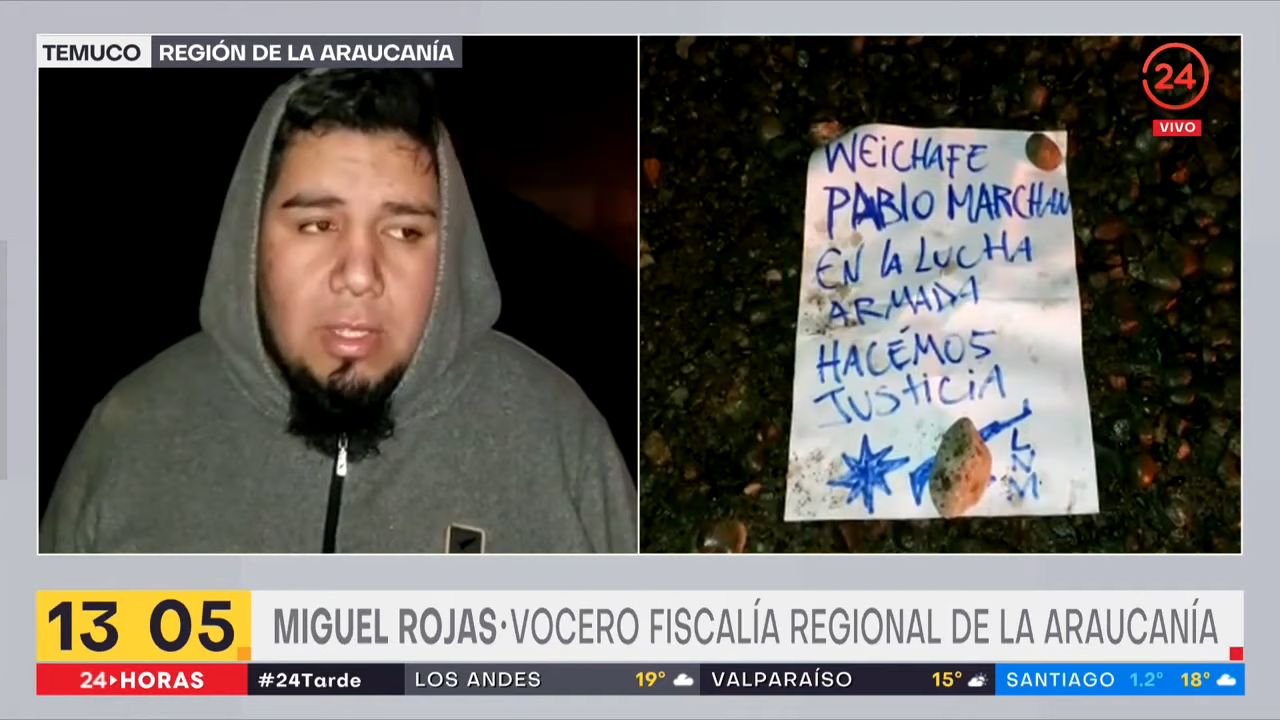 TEMUCO REGIÓN DE LA ARAUCANÍA
24
VIVO
WEICHAFE
PABLO MARCHAN
EN LA LUCHA
ARMADA
HACÉMOS
JUSTICIA
LNM
13 05
MIGUEL ROJAS·VOCERO FISCALÍA REGIONAL DE LA ARAUCANÍA
24 HORAS #24Tarde LOS ANDES 19° VALPARAÍSO 15° SANTIAGO 1.2° 18°